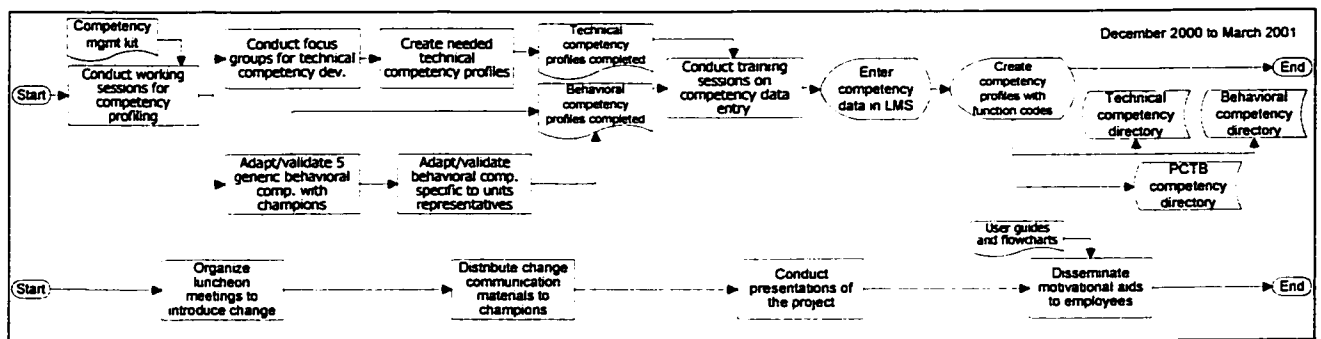 December 2000 to March 2001
Competency
mgmt kit
Start
Conduct working
sessions for
competency
profiling
Conduct focus
groups for technical
competency dev.
Create needed
technical
competency profiles
Technical
competency
profiles completed
Behavioral
competency
profiles completed
Conduct training
sessions on
competency data
entry
Enter
competency
data in LMS
Create
competency
profiles with
function codes
End
Technical
competency
directory
Behavioral
competency
directory
PCTB
competency
directory
Adapt/validate 5
generic behavioral
comp. with
champions
Adapt/validate
behavioral comp.
specific to units
representatives
Start
Organize
luncheon
meetings to
introduce change
Distribute change
communication
materials to
champions
Conduct
presentations of
the project
User guides
and flowcharts
Disseminate
motivational aids
to employees
End